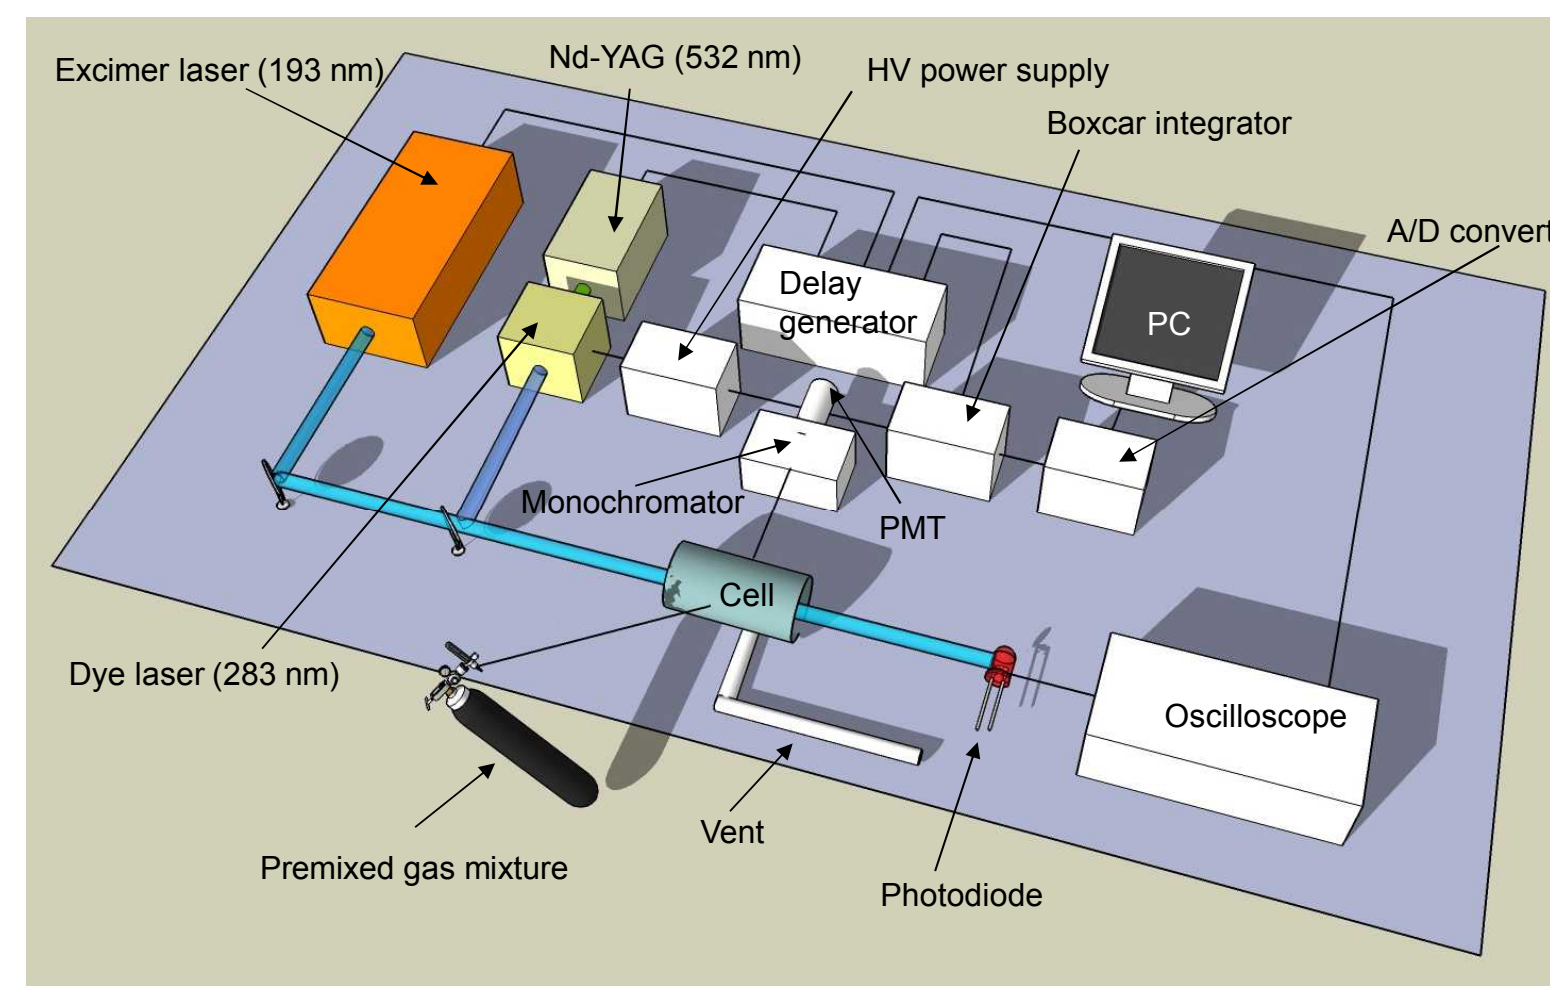 Nd-YAG (532 nm)
Excimer laser (193 nm)
HV power supply
Boxcar integrator
A/D convert
Delay
generator
PC
Monochromator
PMT
Cell
Dye laser (283 nm)
Oscilloscope
Vent
Premixed gas mixture
Photodiode